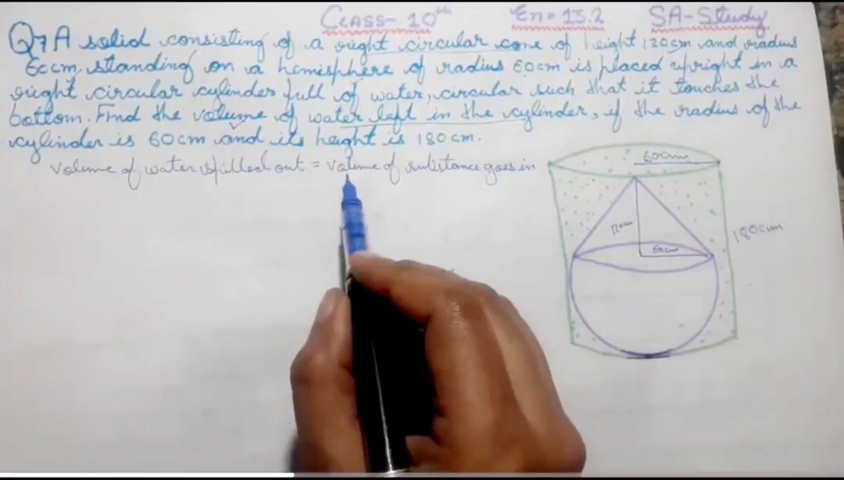 CLASS-10th Ex=13.2 SA-Study
Q7 A solid consisting of a right circular cone of height 120cm and radius
60cm standing on a hemisphere of radius 60cm is placed upright in a
right circular cylinder full of water, circular such that it touches the
bottom. Find the volume of water left in the cylinder, if the radius of the
cylinder is 60cm and its height is 180cm.
Volume of water spilled out = volume of substance goes in
60cm
120cm
60cm
180cm